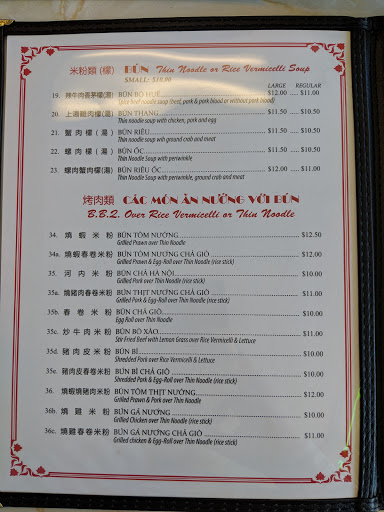 米粉類 (檬) BÚN Thin Noodle or Rice Vermicelli Soup
SMALL: $10.00
LARGE REGULAR
19. 辣牛肉香茅檬(湯) BÚN BÒ HUẾ $12.00 $11.00
Spice beef noodle soup (beef, pork & pork blood or without pork blood)
20. 上湯雞肉檬(湯) BÚN THANG $11.50 $10.50
Thin noodle soup with chicken, pork and egg
21. 蟹肉檬(湯) BÚN RIÊU $11.50 $10.50
Thin noodle soup with ground crab and meat
22. 螺肉檬(湯) BÚN ỐC $11.50 $10.50
Thin Noodle Soup with periwinkle
23. 螺肉蟹肉檬(湯) BÚN RIÊU ỐC $12.00 $11.00
Thin noodle soup with periwinkle, ground crab and meat
烤肉類 CÁC MÓN ĂN NƯỚNG VỚI BÚN
B.B.Q. Over Rice Vermicelli or Thin Noodle
34. 燒蝦米粉 BÚN TÔM NƯỚNG $12.50
Grilled Prawn over Thin Noodle
34a. 燒蝦春卷米粉 BÚN TÔM NƯỚNG CHẢ GIÒ $12.00
Grilled Prawn & Egg-Roll over Thin Noodle (rice stick)
35. 河內米粉 BÚN CHẢ HÀ NỘI $10.00
Grilled Pork over Thin Noodle (rice stick)
35a. 燒豬肉春卷米粉 BÚN THỊT NƯỚNG CHẢ GIÒ $11.00
Grilled Pork & Egg-Roll over Thin Noodle (rice stick)
35b. 春卷米粉 BÚN CHẢ GIÒ $10.00
Egg Roll over Thin Noodle
35c. 炒牛肉米粉 BÚN BÒ XÀO $11.00
Stir Fried Beef with Lemon Grass over Rice Vermicelli & Lettuce
35d. 豬肉皮米粉 BÚN BÌ $10.00
Shredded Pork over Rice Vermicelli & Lettuce
35e. 豬肉皮春卷米粉 BÚN BÌ CHẢ GIÒ $10.00
Shredded Pork & Egg-Roll over Thin Noodle (rice stick)
36. 燒蝦燒豬肉米粉 BÚN TÔM THỊT NƯỚNG $12.00
Grilled Prawn & Pork over Thin Noodle
36b. 燒雞米粉 BÚN GÀ NƯỚNG $10.00
Grilled Chicken over Thin Noodle (rice stick)
36c. 燒雞春卷米粉 BÚN GÀ NƯỚNG CHẢ GIÒ $11.00
Grilled chicken & Egg-Roll over Thin Noodle (rice stick)